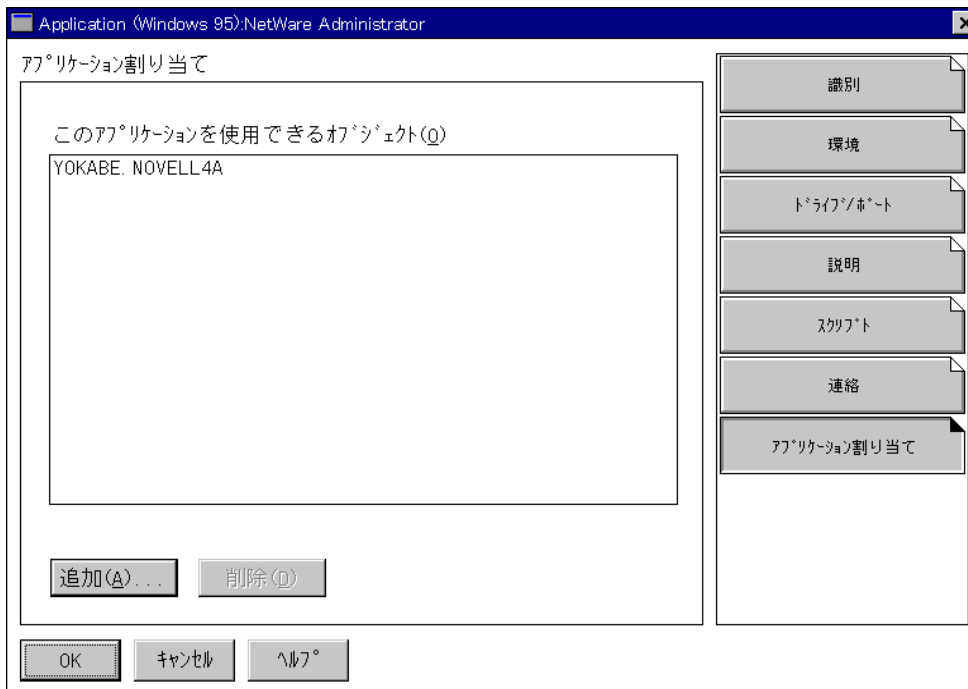 Application (Windows 95):NetWare Administrator
ｱﾌﾟﾘｹｰｼｮﾝ割り当て
このｱﾌﾟﾘｹｰｼｮﾝを使用できるｵﾌﾞｼﾞｪｸﾄ(O)
YOKABE. NOVELL4A
追加(A)...
削除(D)
OK
ｷｬﾝｾﾙ
ﾍﾙﾌﾟ
識別
環境
ﾄﾞﾗｲﾌﾞ/ﾎﾟｰﾄ
説明
ｽｸﾘﾌﾟﾄ
連絡
ｱﾌﾟﾘｹｰｼｮﾝ割り当て